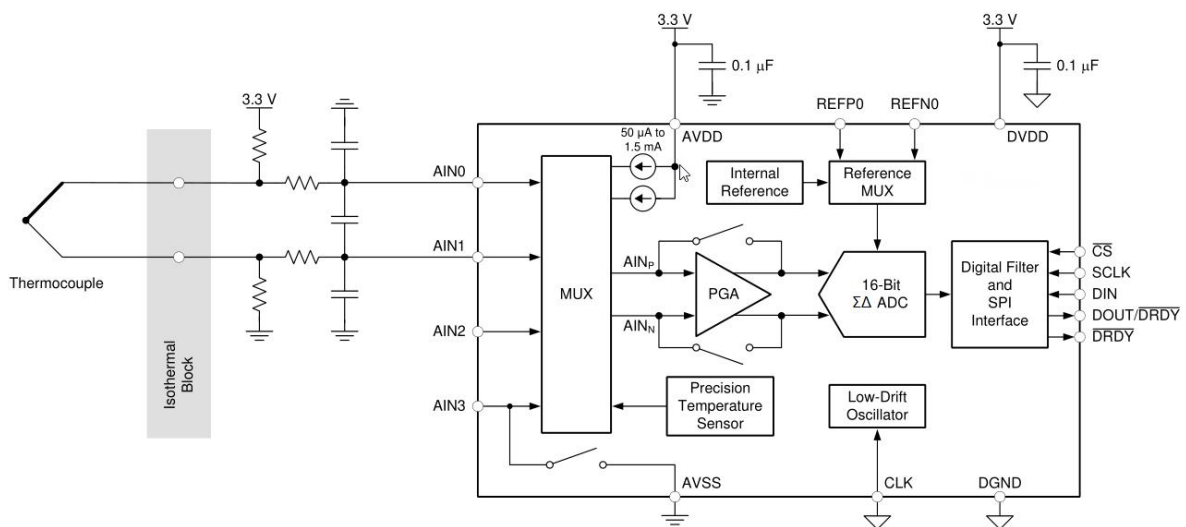 3.3 V
3.3 V
0.1 µF
0.1 µF
3.3 V
REFP0
REFN0
AVDD
DVDD
50 µA to
1.5 mA
AIN0
Internal
Reference
Reference
MUX
AIN1
Thermocouple
MUX
AINP
AINN
PGA
16-Bit
ΣΔ ADC
Digital Filter
and
SPI
Interface
CS
SCLK
DIN
DOUT/DRDY
DRDY
AIN2
Isothermal
Block
AIN3
Precision
Temperature
Sensor
Low-Drift
Oscillator
AVSS
CLK
DGND